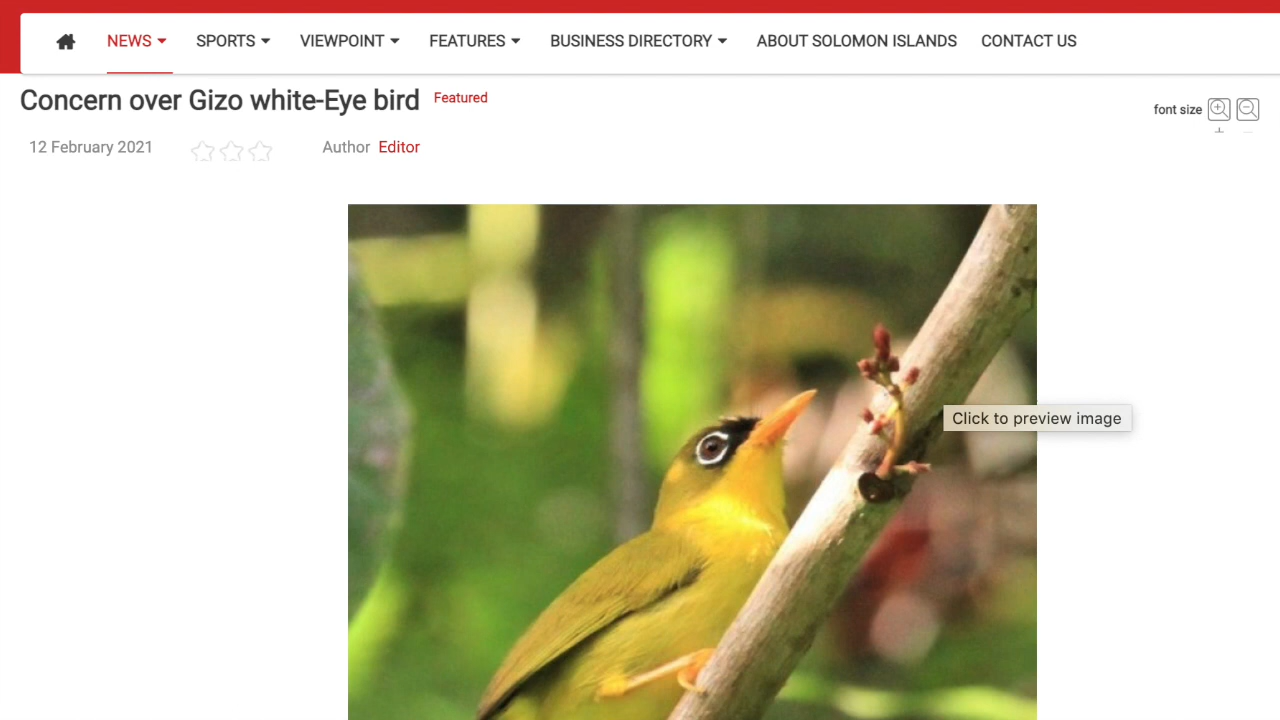 NEWS SPORTS VIEWPOINT FEATURES BUSINESS DIRECTORY ABOUT SOLOMON ISLANDS CONTACT US
Concern over Gizo white-Eye bird Featured
font size
12 February 2021 Author Editor
Click to preview image